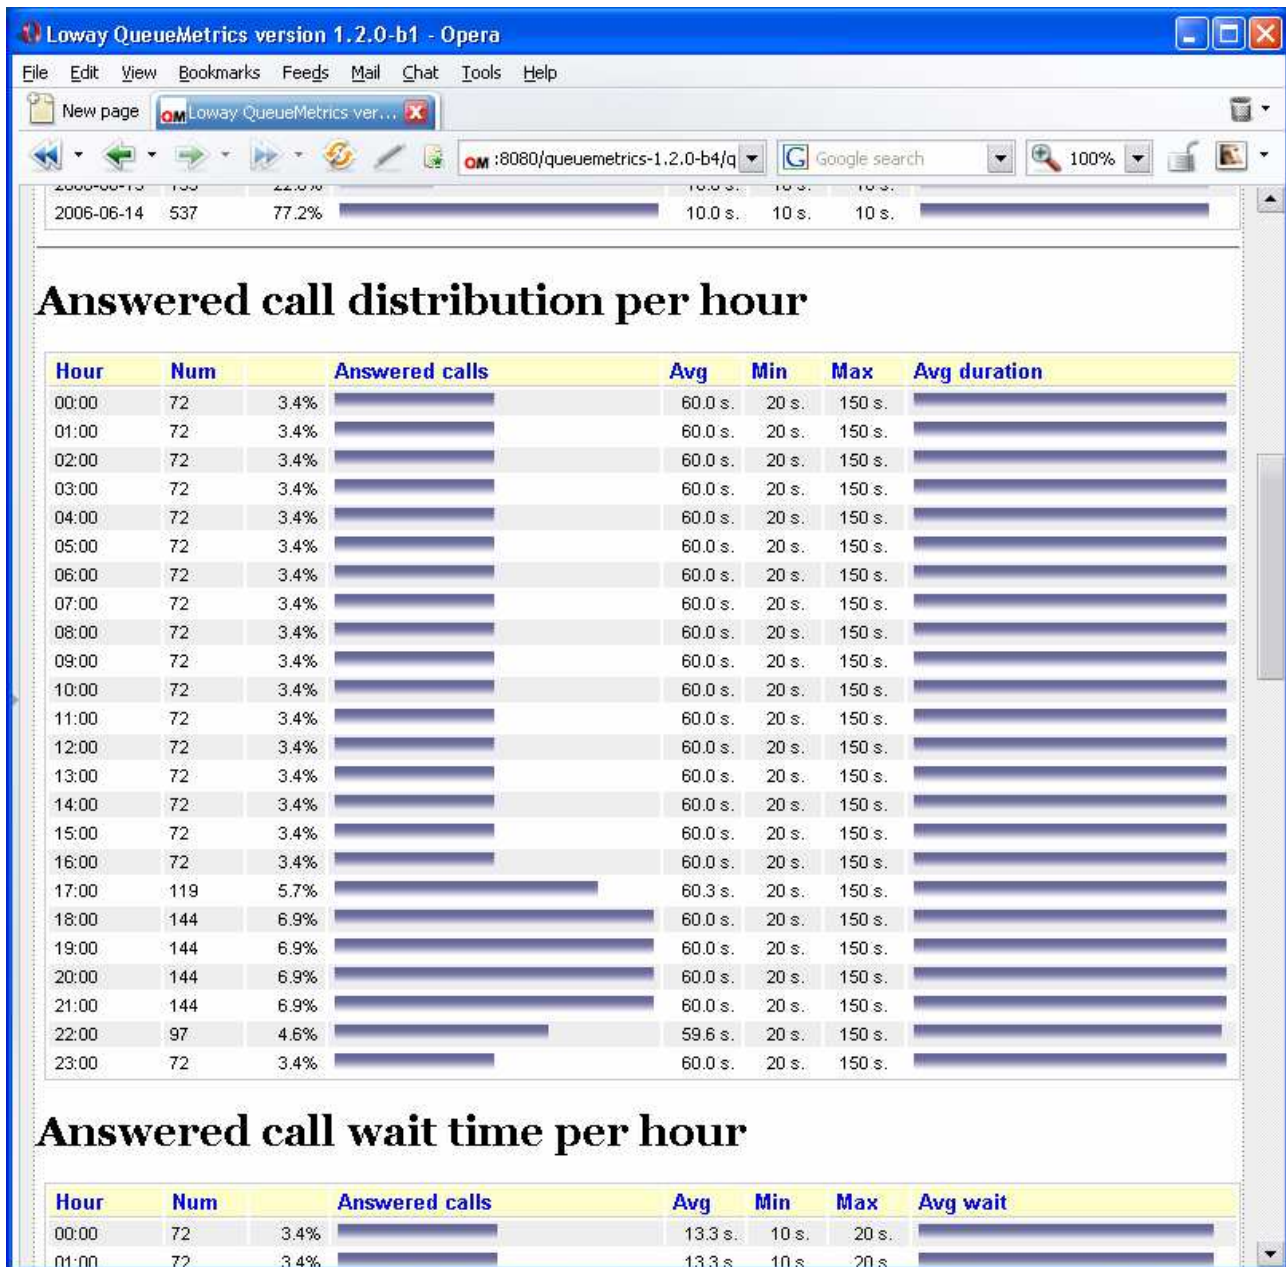 Loway QueueMetrics version 1.2.0-b1 - Opera
File Edit View Bookmarks Feeds Mail Chat Tools Help
New page QM Loway QueueMetrics ver...
QM :8080/queuemetrics-1.2.0-b4/q G Google search 100%
2006-06-14 537 77.2% 10.0 s. 10 s. 10 s.
Answered call distribution per hour
Hour Num Answered calls Avg Min Max Avg duration
00:00 72 3.4% 60.0 s. 20 s. 150 s.
01:00 72 3.4% 60.0 s. 20 s. 150 s.
02:00 72 3.4% 60.0 s. 20 s. 150 s.
03:00 72 3.4% 60.0 s. 20 s. 150 s.
04:00 72 3.4% 60.0 s. 20 s. 150 s.
05:00 72 3.4% 60.0 s. 20 s. 150 s.
06:00 72 3.4% 60.0 s. 20 s. 150 s.
07:00 72 3.4% 60.0 s. 20 s. 150 s.
08:00 72 3.4% 60.0 s. 20 s. 150 s.
09:00 72 3.4% 60.0 s. 20 s. 150 s.
10:00 72 3.4% 60.0 s. 20 s. 150 s.
11:00 72 3.4% 60.0 s. 20 s. 150 s.
12:00 72 3.4% 60.0 s. 20 s. 150 s.
13:00 72 3.4% 60.0 s. 20 s. 150 s.
14:00 72 3.4% 60.0 s. 20 s. 150 s.
15:00 72 3.4% 60.0 s. 20 s. 150 s.
16:00 72 3.4% 60.0 s. 20 s. 150 s.
17:00 119 5.7% 60.3 s. 20 s. 150 s.
18:00 144 6.9% 60.0 s. 20 s. 150 s.
19:00 144 6.9% 60.0 s. 20 s. 150 s.
20:00 144 6.9% 60.0 s. 20 s. 150 s.
21:00 144 6.9% 60.0 s. 20 s. 150 s.
22:00 97 4.6% 59.6 s. 20 s. 150 s.
23:00 72 3.4% 60.0 s. 20 s. 150 s.
Answered call wait time per hour
Hour Num Answered calls Avg Min Max Avg wait
00:00 72 3.4% 13.3 s. 10 s. 20 s.
01:00 72 3.4% 13.3 s 10 s 20 s